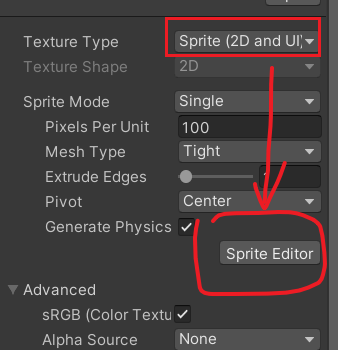 Texture Type Sprite (2D and UI)
Texture Shape 2D
Sprite Mode Single
Pixels Per Unit 100
Mesh Type Tight
Extrude Edges
Pivot Center
Generate Physics
Sprite Editor
Advanced
sRGB (Color Textu
Alpha Source None